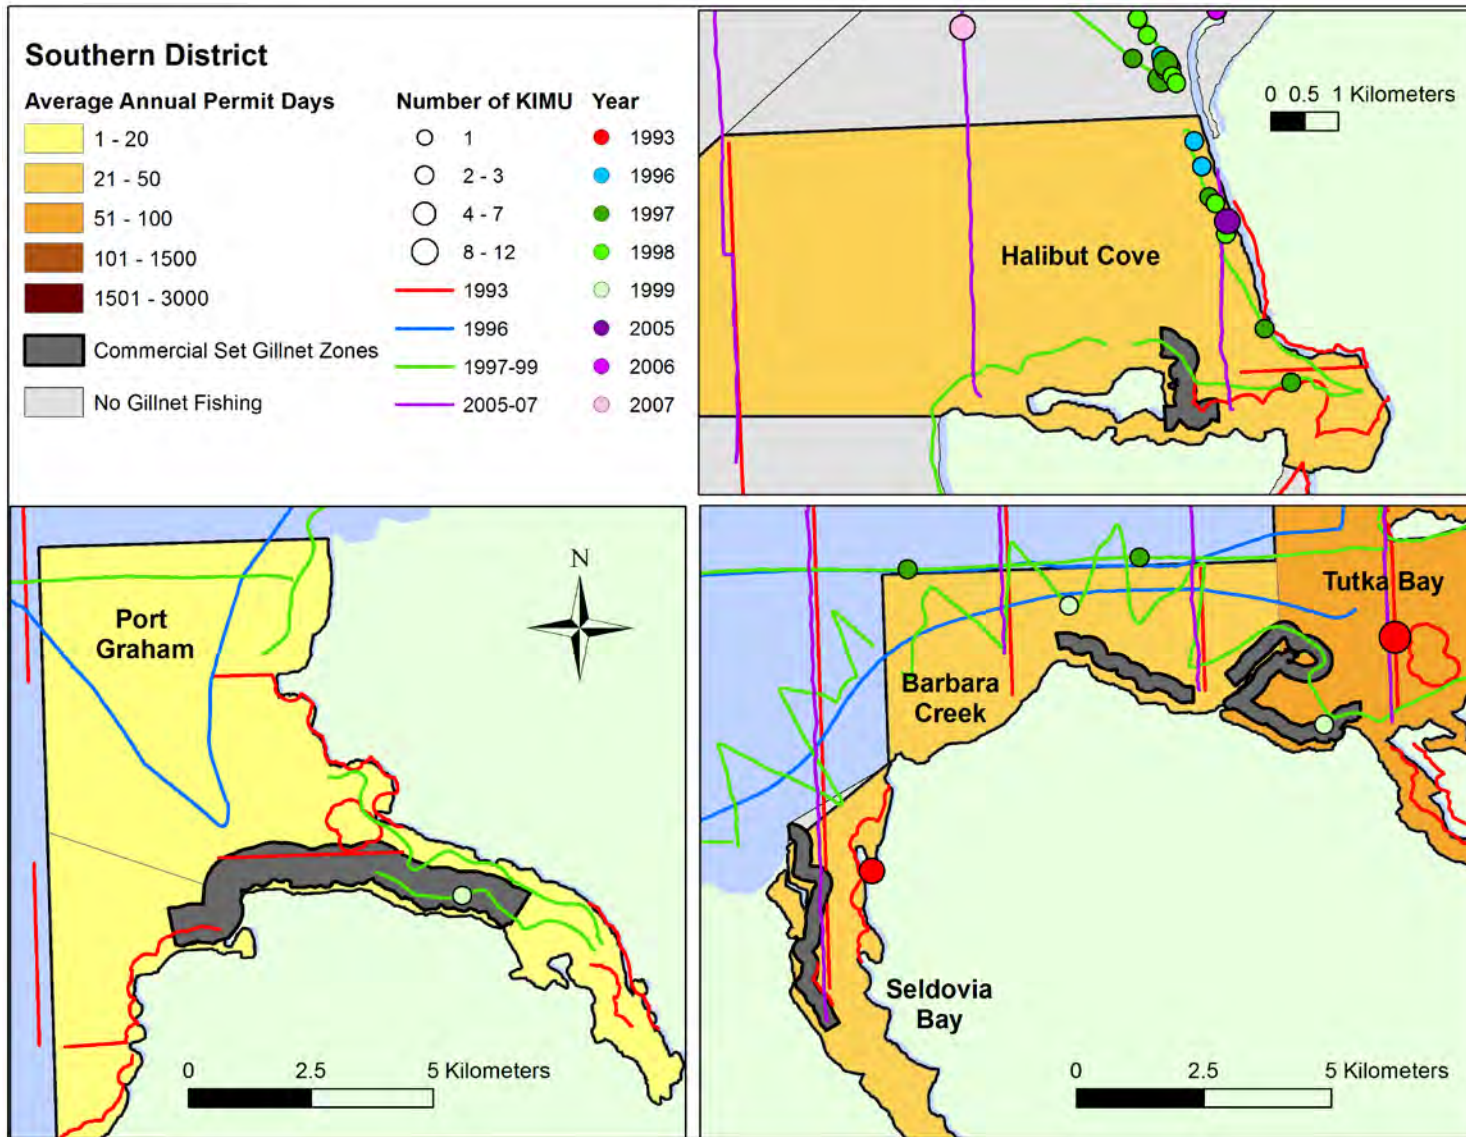 Southern District
Average Annual Permit Days
1 - 20
21 - 50
51 - 100
101 - 1500
1501 - 3000
Commercial Set Gillnet Zones
No Gillnet Fishing
Number of KIMU
1
2 - 3
4 - 7
8 - 12
1993
1996
1997-99
2005-07
Year
1993
1996
1997
1998
1999
2005
2006
2007
0 0.5 1 Kilometers
Halibut Cove
Port
Graham
N
0 2.5 5 Kilometers
Tutka Bay
Barbara
Creek
Seldovia
Bay
0 2.5 5 Kilometers